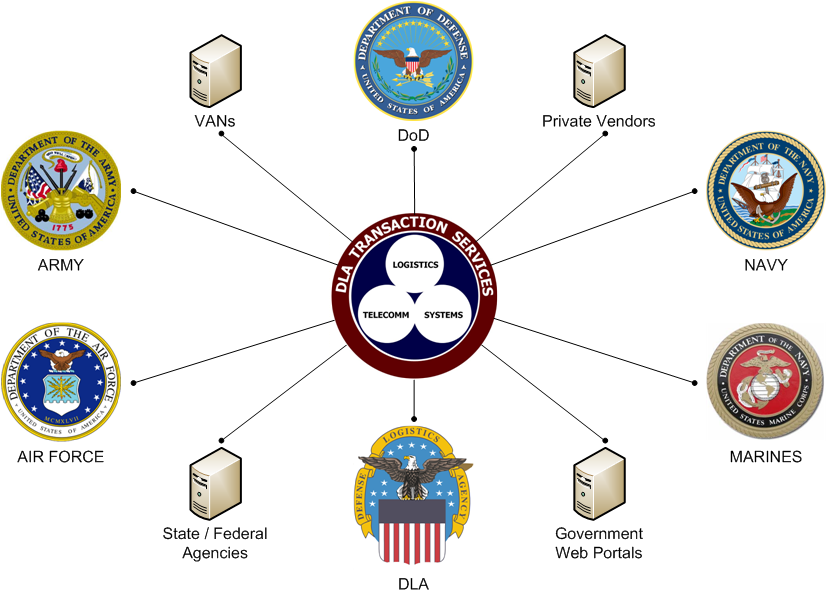 DEPARTMENT OF DEFENSE
UNITED STATES OF AMERICA
VANs
DoD
Private Vendors
DEPARTMENT OF THE ARMY
1775
UNITED STATES OF AMERICA
ARMY
DEPARTMENT OF THE NAVY
UNITED STATES OF AMERICA
NAVY
DLA TRANSACTION SERVICES
LOGISTICS
TELECOMM
SYSTEMS
DEPARTMENT OF THE AIR FORCE
MCMXLVII
UNITED STATES OF AMERICA
AIR FORCE
DEPARTMENT OF THE NAVY
UNITED STATES MARINE CORPS
MARINES
State / Federal
Agencies
DEFENSE
LOGISTICS
AGENCY
DLA
Government
Web Portals